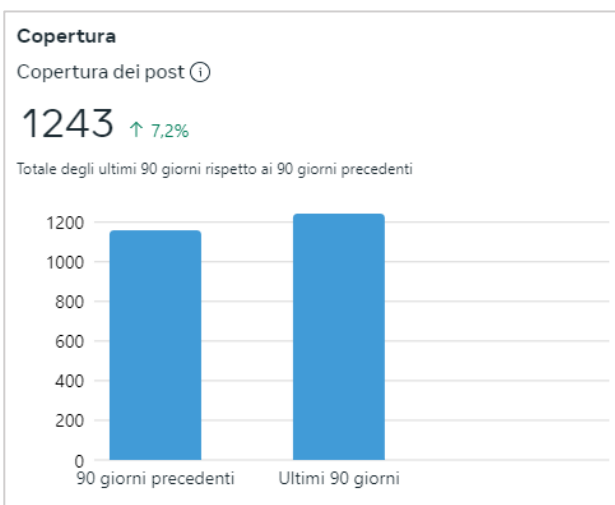 Copertura
Copertura dei post
1243 ↑ 7,2%
Totale degli ultimi 90 giorni rispetto ai 90 giorni precedenti
1200
1000
800
600
400
200
0
90 giorni precedenti Ultimi 90 giorni